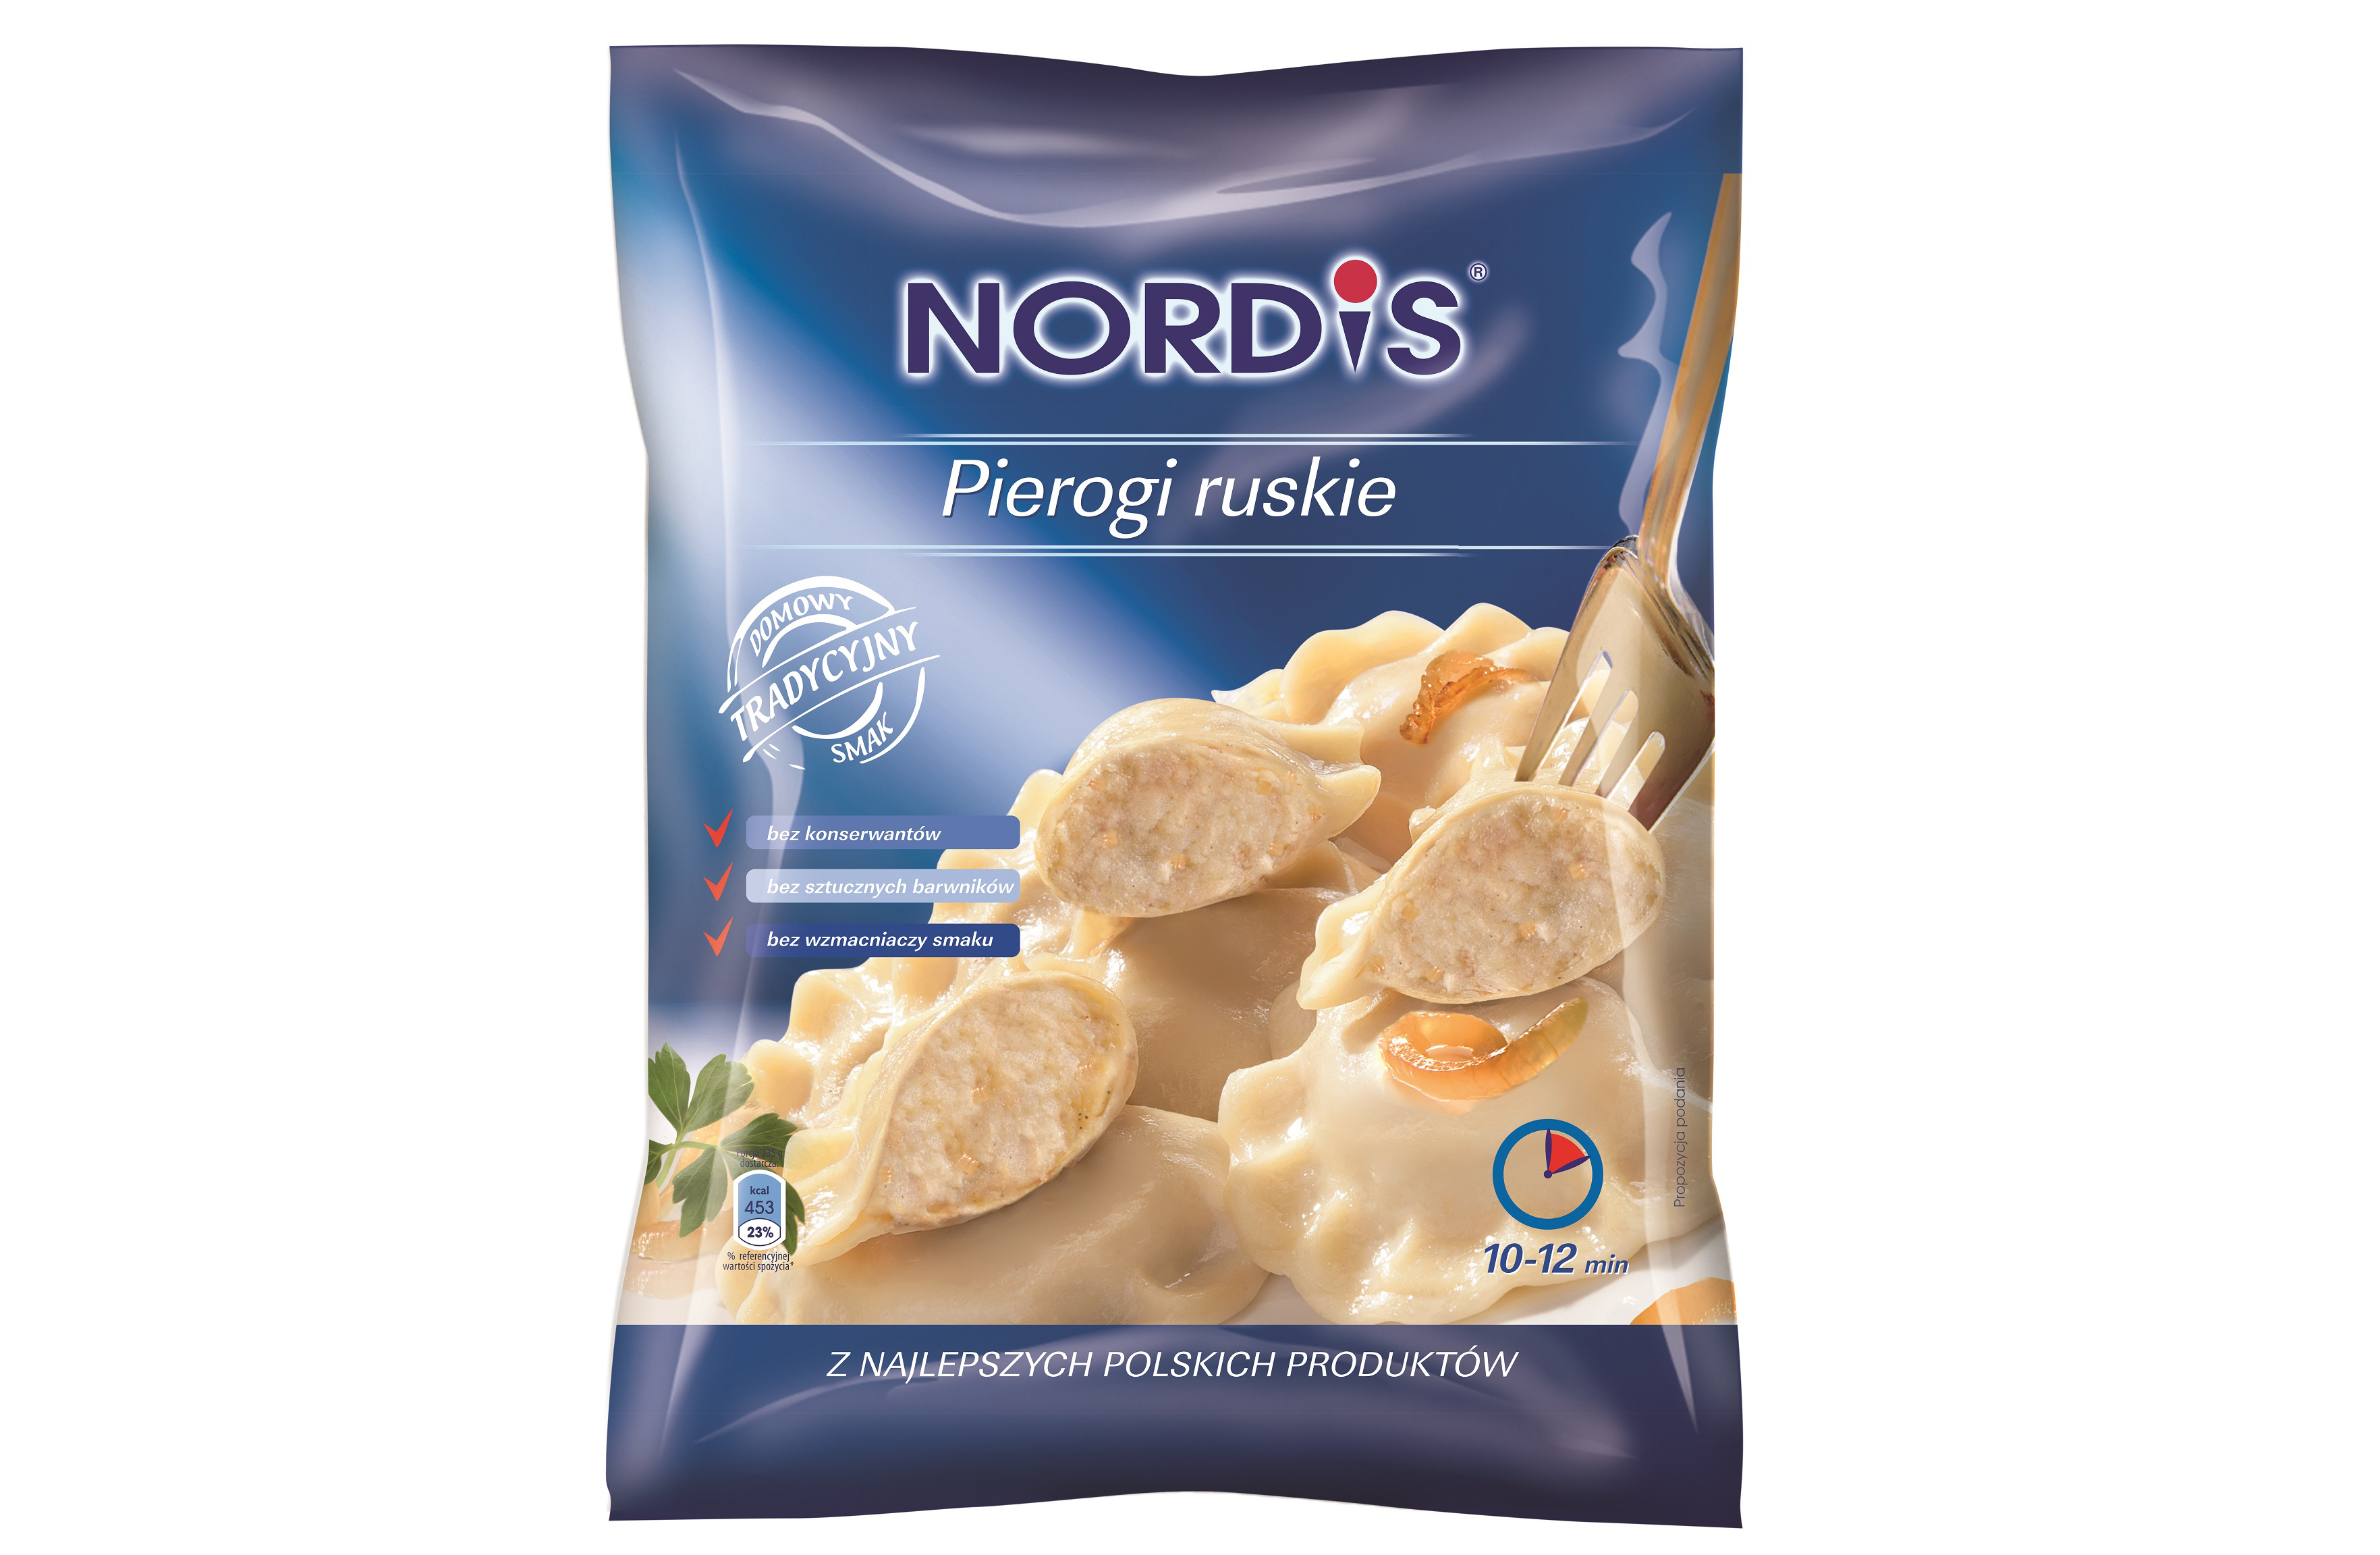 NORDiS®
Pierogi ruskie
DOMOWY
TRADYCYJNY
SMAK
bez konserwantów
bez sztucznych barwników
bez wzmacniaczy smaku
Propozycja podania
dostarcza:
kcal
453
23%
% referencyjnej
wartości spożycia*
10-12 min
Z NAJLEPSZYCH POLSKICH PRODUKTÓW